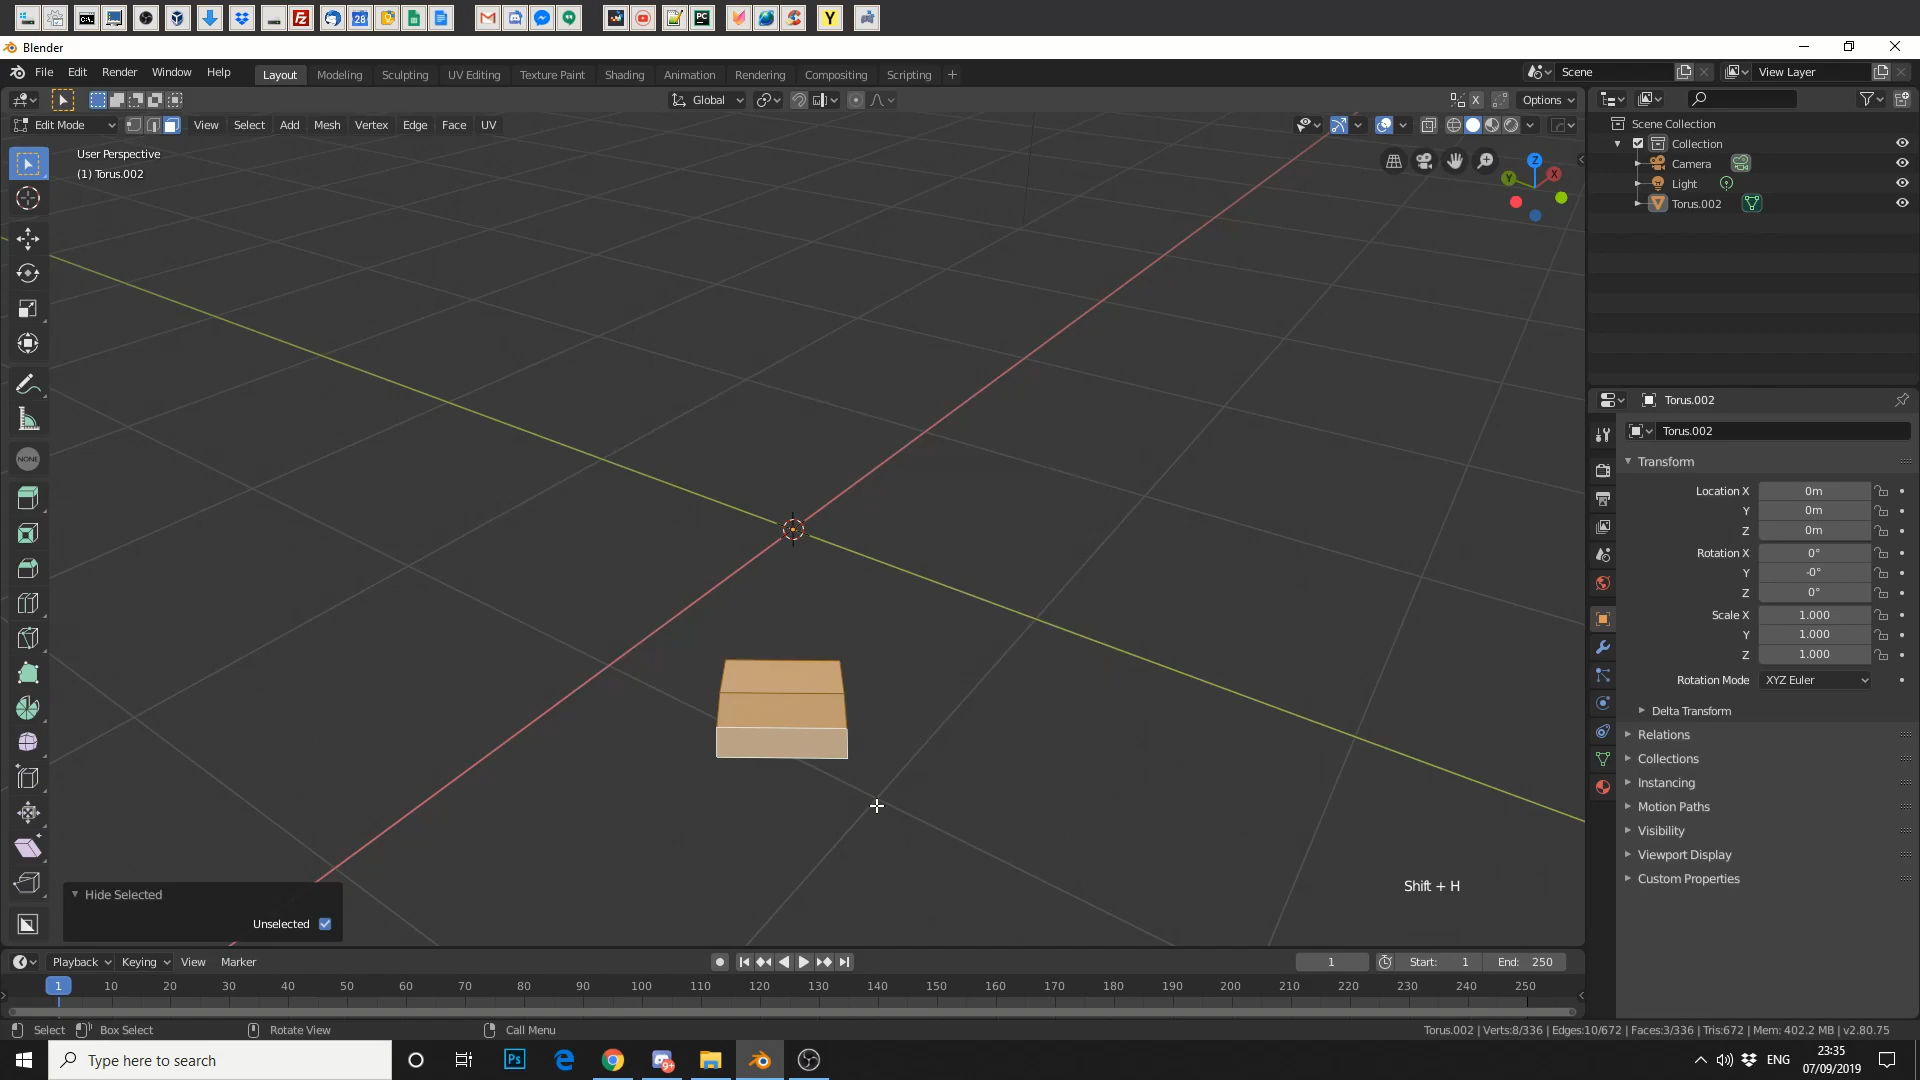 28
Y
Blender
File Edit Render Window Help
Layout Modeling Sculpting UV Editing Texture Paint Shading Animation Rendering Compositing Scripting +
Scene
View Layer
Global
X
Options
Edit Mode
View Select Add Mesh Vertex Edge Face UV
Scene Collection
Collection
Camera
Light
Torus.002
User Perspective
(1) Torus.002
Z
Y
X
NONE
Torus.002
Torus.002
Transform
Location X 0m
Y 0m
Z 0m
Rotation X 0°
Y -0°
Z 0°
Scale X 1.000
Y 1.000
Z 1.000
Rotation Mode XYZ Euler
Delta Transform
Relations
Collections
Instancing
Motion Paths
Visibility
Viewport Display
Custom Properties
Shift + H
Hide Selected
Unselected
Playback Keying View Marker
1
Start: 1
End: 250
1 10 20 30 40 50 60 70 80 90 100 110 120 130 140 150 160 170 180 190 200 210 220 230 240 250
Select Box Select Rotate View Call Menu
Torus.002 | Verts:8/336 | Edges:10/672 | Faces:3/336 | Tris:672 | Mem: 402.2 MB | v2.80.75
Type here to search
Ps
9+
ENG
23:35
07/09/2019